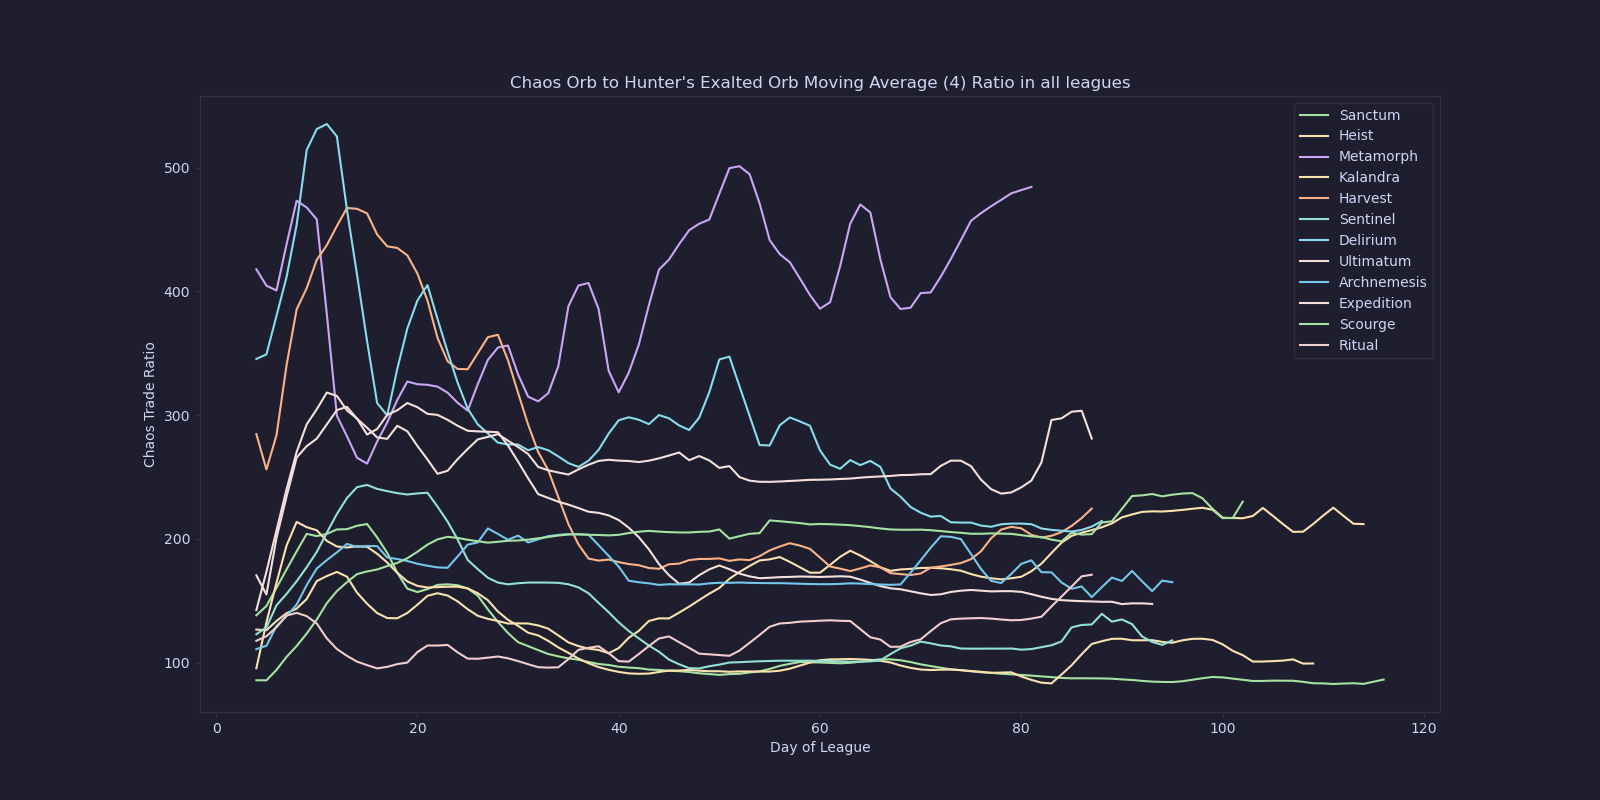 Chaos Orb to Hunter's Exalted Orb Moving Average (4) Ratio in all leagues
Sanctum
Heist
Metamorph
Kalandra
Harvest
Sentinel
Delirium
Ultimatum
Archnemesis
Expedition
Scourge
Ritual
500
400
300
200
100
Chaos Trade Ratio
0 20 40 60 80 100 120
Day of League